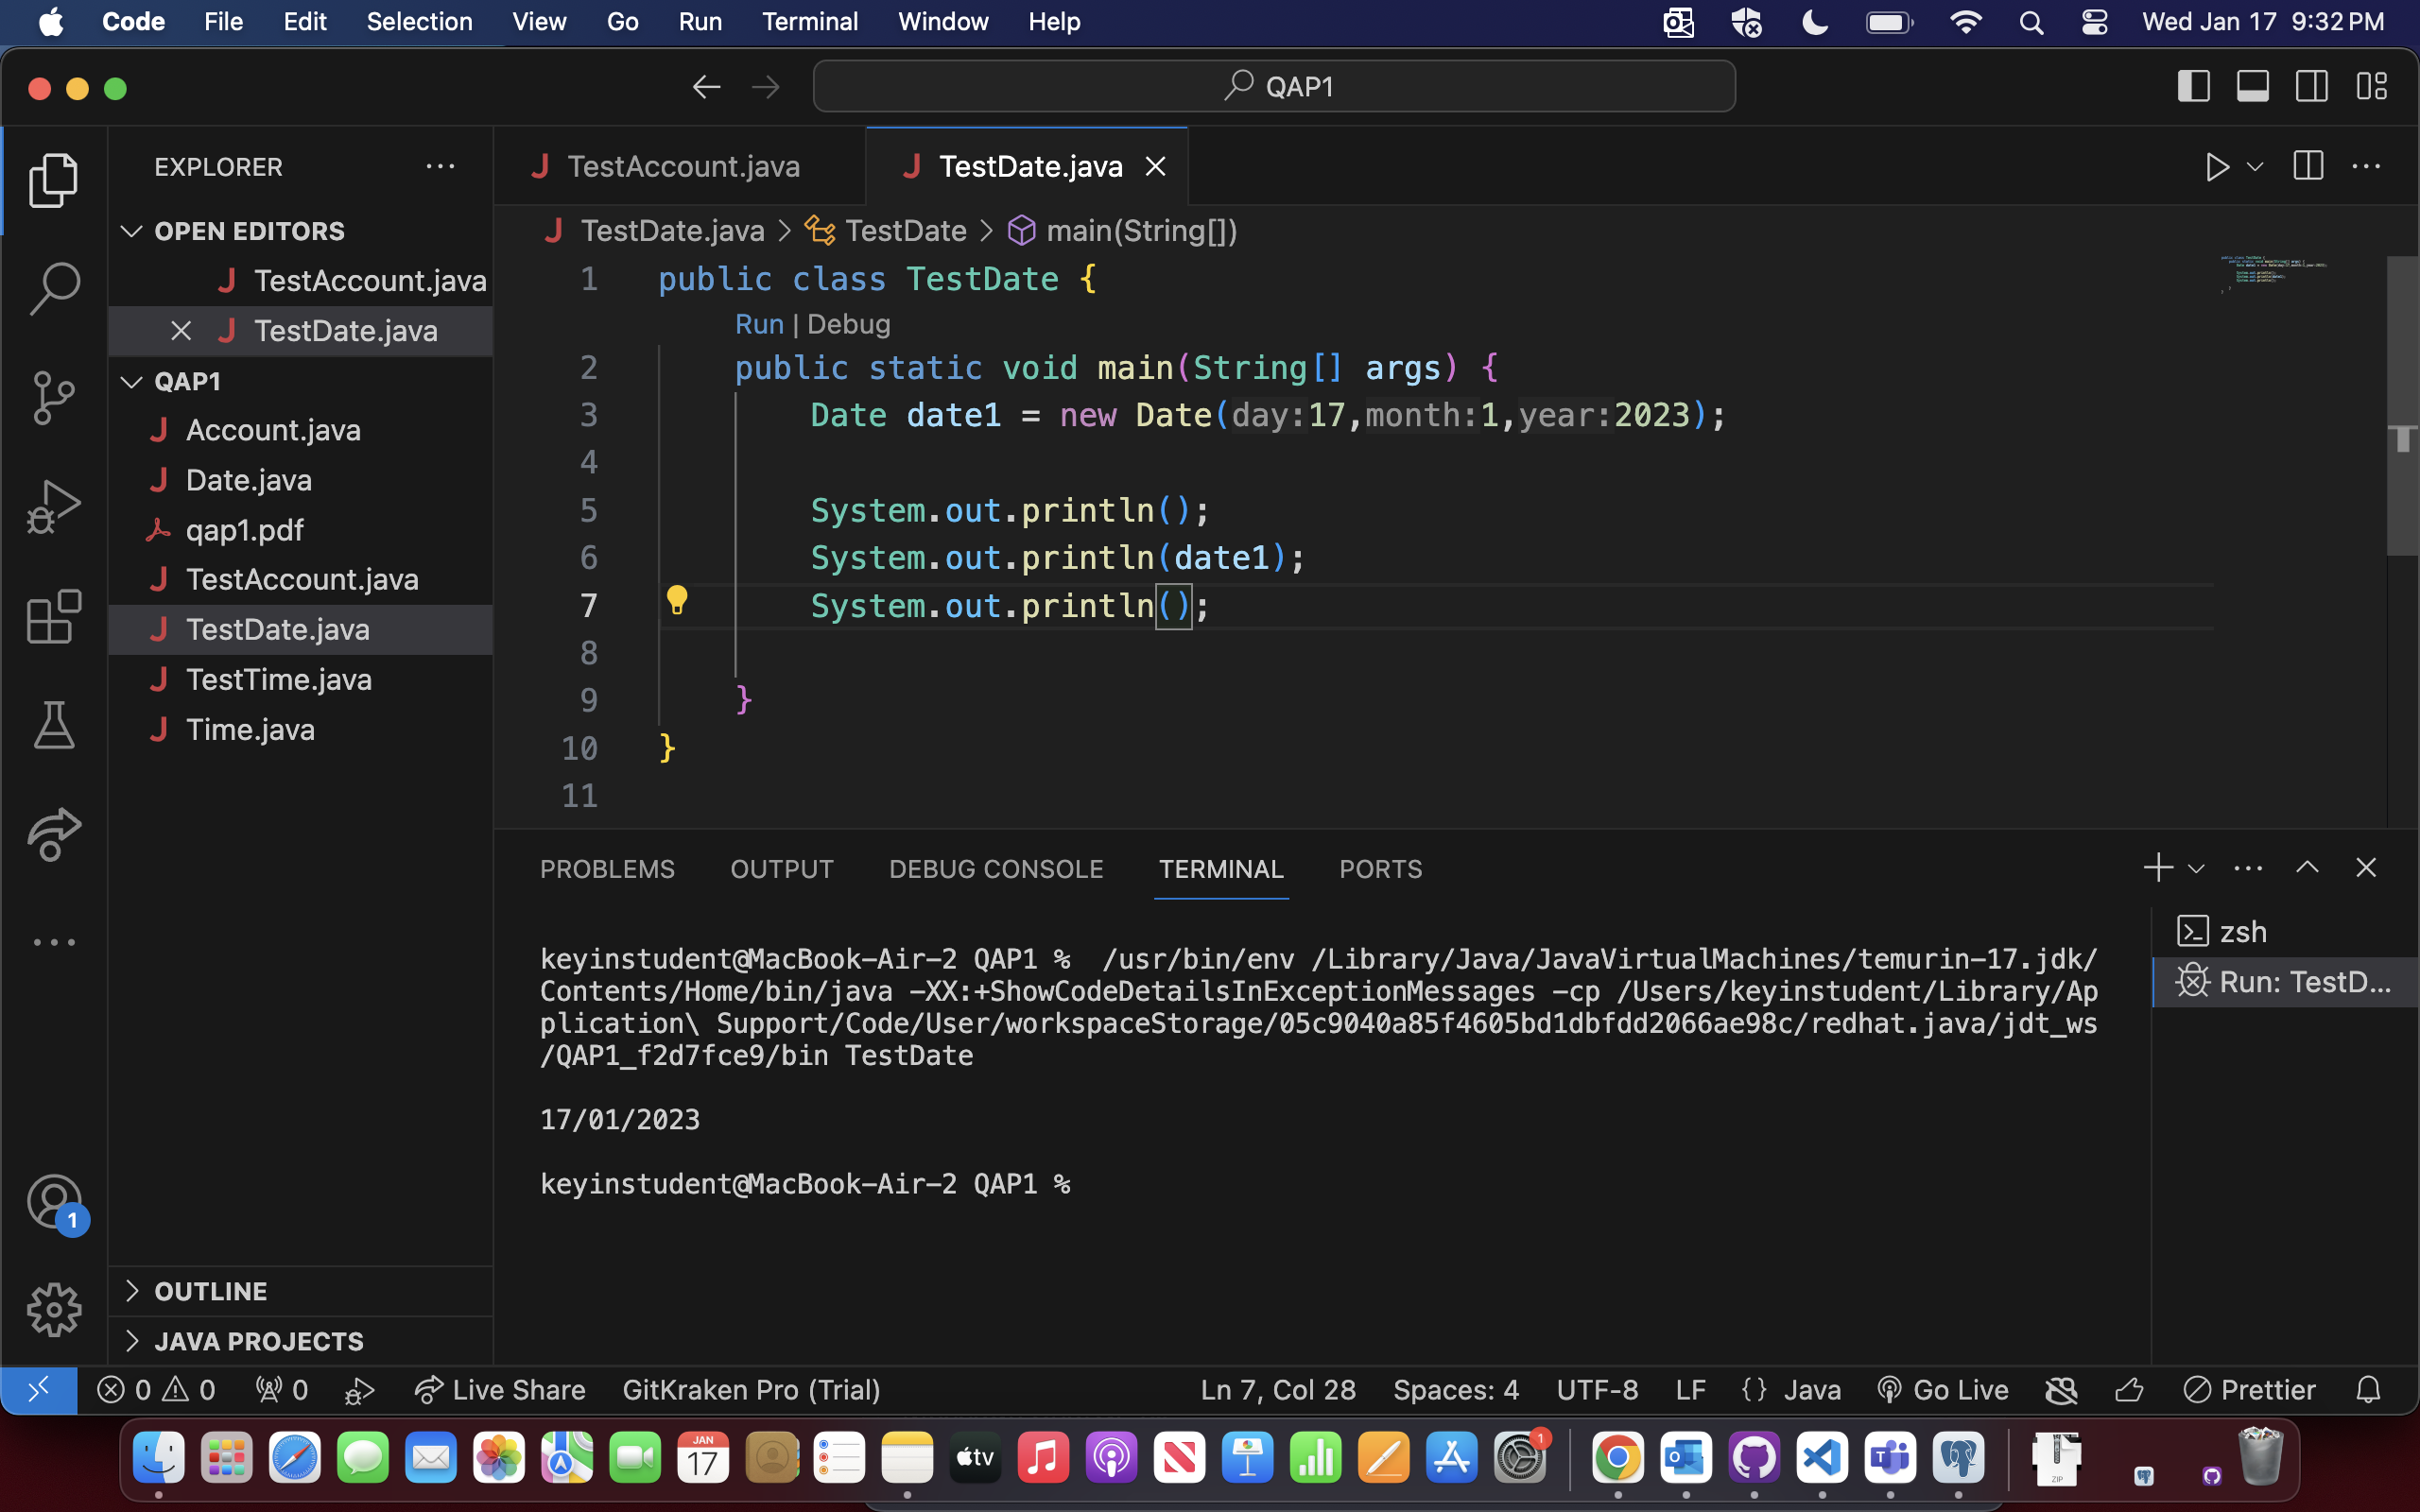 Code File Edit Selection View Go Run Terminal Window Help Wed Jan 17 9:32 PM
QAP1
EXPLORER
OPEN EDITORS
TestAccount.java
TestDate.java
QAP1
Account.java
Date.java
qap1.pdf
TestAccount.java
TestDate.java
TestTime.java
Time.java
OUTLINE
JAVA PROJECTS
TestAccount.java TestDate.java
TestDate.java > TestDate > main(String[])
1 public class TestDate {
Run | Debug
2 public static void main(String[] args) {
3 Date date1 = new Date(day:17,month:1,year:2023);
4
5 System.out.println();
6 System.out.println(date1);
7 System.out.println();
8
9 }
10 }
11
PROBLEMS OUTPUT DEBUG CONSOLE TERMINAL PORTS
keyinstudent@MacBook-Air-2 QAP1 % /usr/bin/env /Library/Java/JavaVirtualMachines/temurin-17.jdk/
Contents/Home/bin/java -XX:+ShowCodeDetailsInExceptionMessages -cp /Users/keyinstudent/Library/Ap
plication\ Support/Code/User/workspaceStorage/05c9040a85f4605bd1dbfdd2066ae98c/redhat.java/jdt_ws
/QAP1_f2d7fce9/bin TestDate
17/01/2023
keyinstudent@MacBook-Air-2 QAP1 %
zsh
Run: TestD...
1
0 0 0 Live Share GitKraken Pro (Trial) Ln 7, Col 28 Spaces: 4 UTF-8 LF {} Java Go Live Prettier
JAN
17
tv
1
ZIP